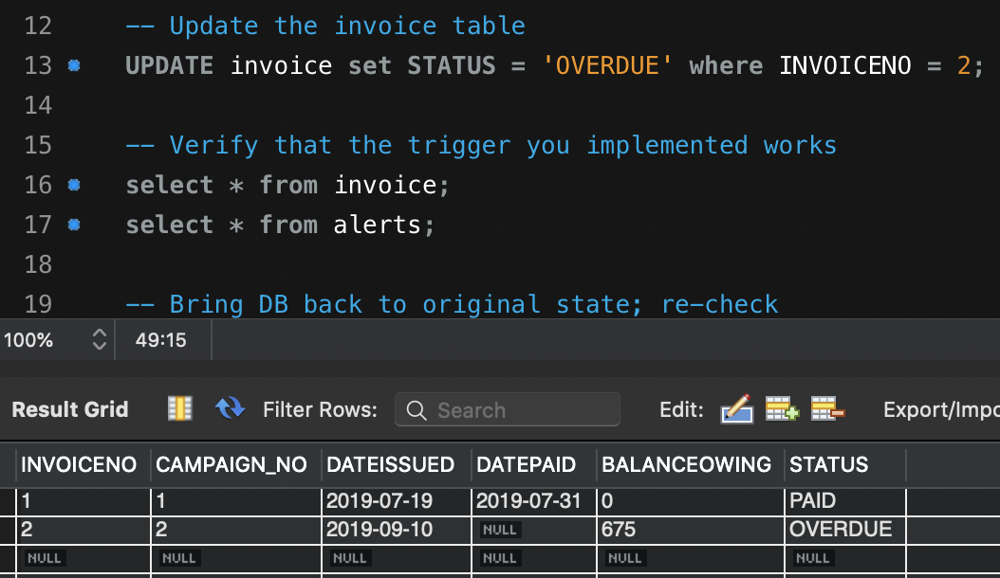 12 -- Update the invoice table
13 UPDATE invoice set STATUS = 'OVERDUE' where INVOICENO = 2;
14
15 -- Verify that the trigger you implemented works
16 select * from invoice;
17 select * from alerts;
18
19 -- Bring DB back to original state; re-check
100% 49:15
Result Grid Filter Rows: Search Edit: Export/Impo
INVOICENO CAMPAIGN_NO DATEISSUED DATEPAID BALANCEOWING STATUS
1 1 2019-07-19 2019-07-31 0 PAID
2 2 2019-09-10 NULL 675 OVERDUE
NULL NULL NULL NULL NULL NULL